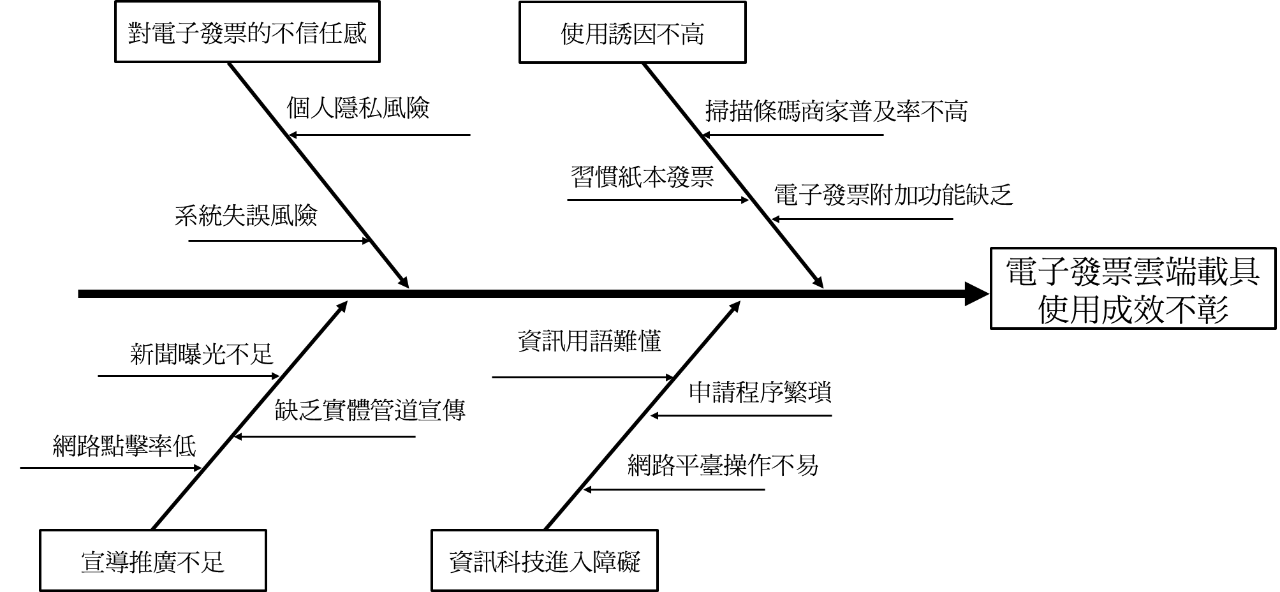 對電子發票的不信任感
使用誘因不高
個人隱私風險
掃描條碼商家普及率不高
習慣紙本發票
電子發票附加功能缺乏
系統失誤風險
電子發票雲端載具
使用成效不彰
新聞曝光不足
資訊用語難懂
申請程序繁瑣
缺乏實體管道宣傳
網路點擊率低
網路平臺操作不易
宣導推廣不足
資訊科技進入障礙